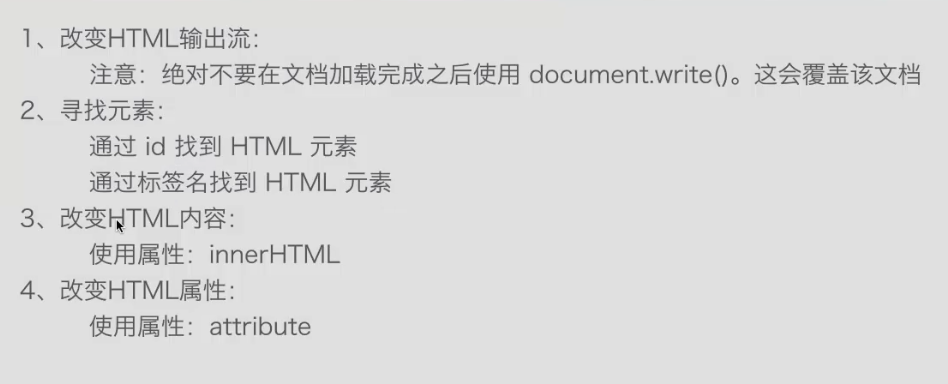 1、改变HTML输出流：
注意：绝对不要在文档加载完成之后使用 document.write()。这会覆盖该文档
2、寻找元素：
通过 id 找到 HTML 元素
通过标签名找到 HTML 元素
3、改变HTML内容：
使用属性：innerHTML
4、改变HTML属性：
使用属性：attribute